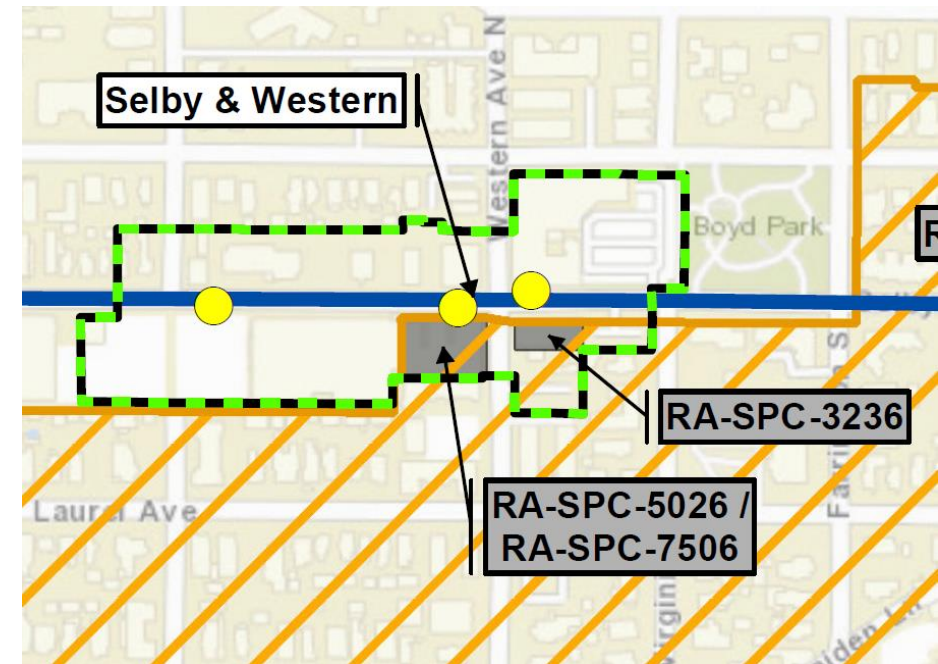 Western Ave N
Selby & Western
Boyd Park
R
RA-SPC-3236
RA-SPC-5026 /
RA-SPC-7506
Laurel Ave